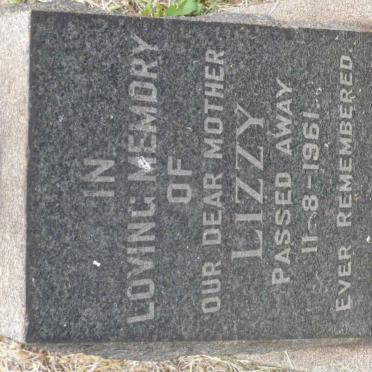 IN
LOVING MEMORY
OF
OUR DEAR MOTHER
LIZZY
PASSED AWAY
11-8-1961
EVER REMEMBERED